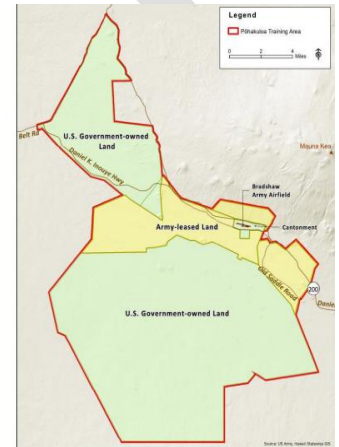 Legend
Pōhakuloa Training Area
0 2 4
Miles
U.S. Government-owned
Land
Belt Rd
Daniel K. Inouye Hwy
Mauna Kea
Bradshaw
Army Airfield
Army-leased Land
Cantonment
Old Saddle Road
200
Daniel
U.S. Government-owned Land
Source: US Army, Hawaii Statewide GIS